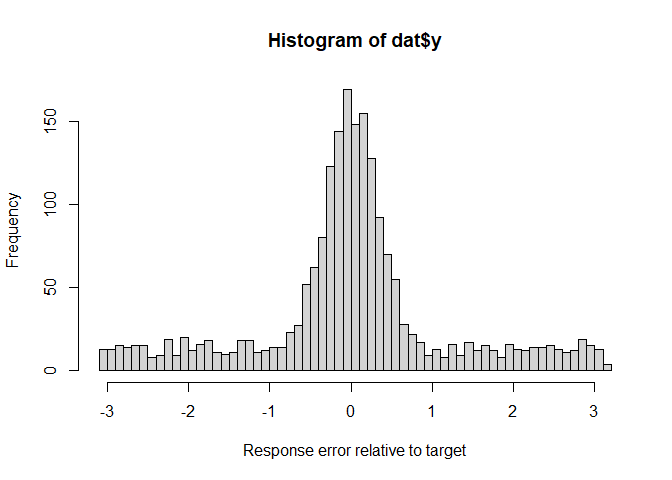 Histogram of dat$y
Frequency
150
100
50
0
-3 -2 -1 0 1 2 3
Response error relative to target